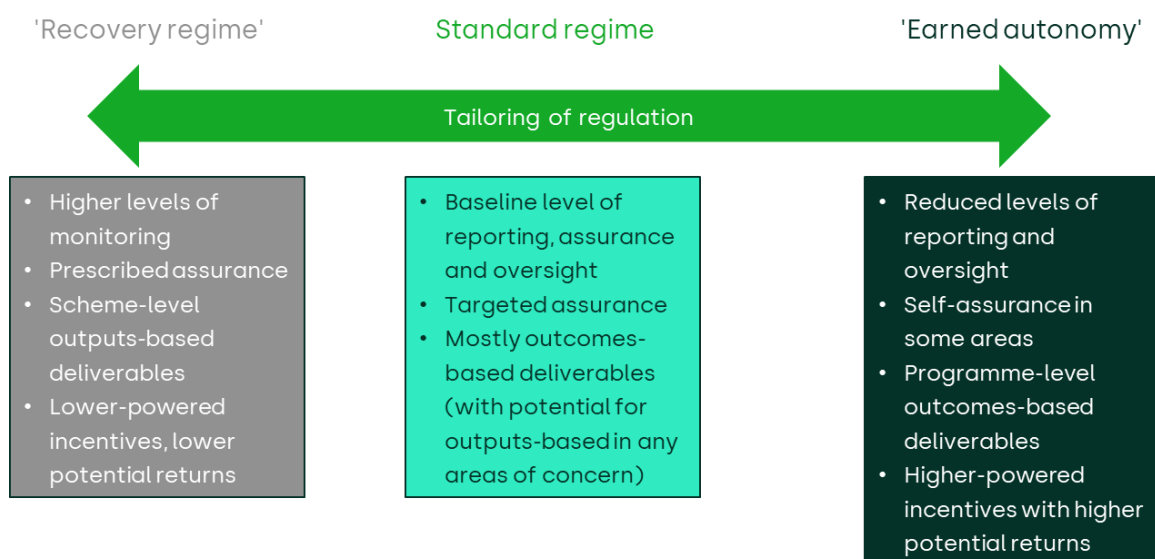 'Recovery regime'
Standard regime
'Earned autonomy'
Tailoring of regulation
• Higher levels of
monitoring
• Prescribed assurance
• Scheme-level
outputs-based
deliverables
• Lower-powered
incentives, lower
potential returns
• Baseline level of
reporting, assurance
and oversight
• Targeted assurance
• Mostly outcomes-
based deliverables
(with potential for
outputs-based in any
areas of concern)
• Reduced levels of
reporting and
oversight
• Self-assurance in
some areas
• Programme-level
outcomes-based
deliverables
• Higher-powered
incentives with higher
potential returns